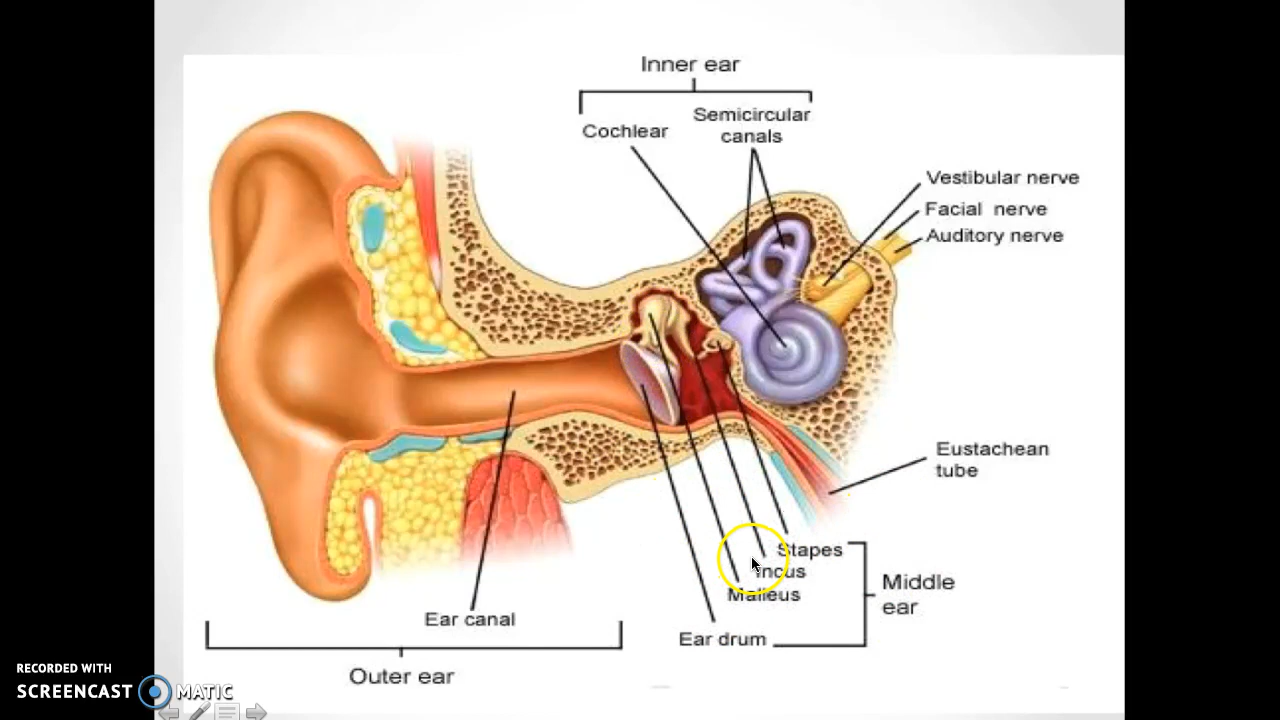 Inner ear
Cochlear
Semicircular
canals
Vestibular nerve
Facial nerve
Auditory nerve
Eustachean
tube
Stapes
Incus
Malleus
Ear drum
Middle
ear
Ear canal
Outer ear
RECORDED WITH
SCREENCAST MATIC